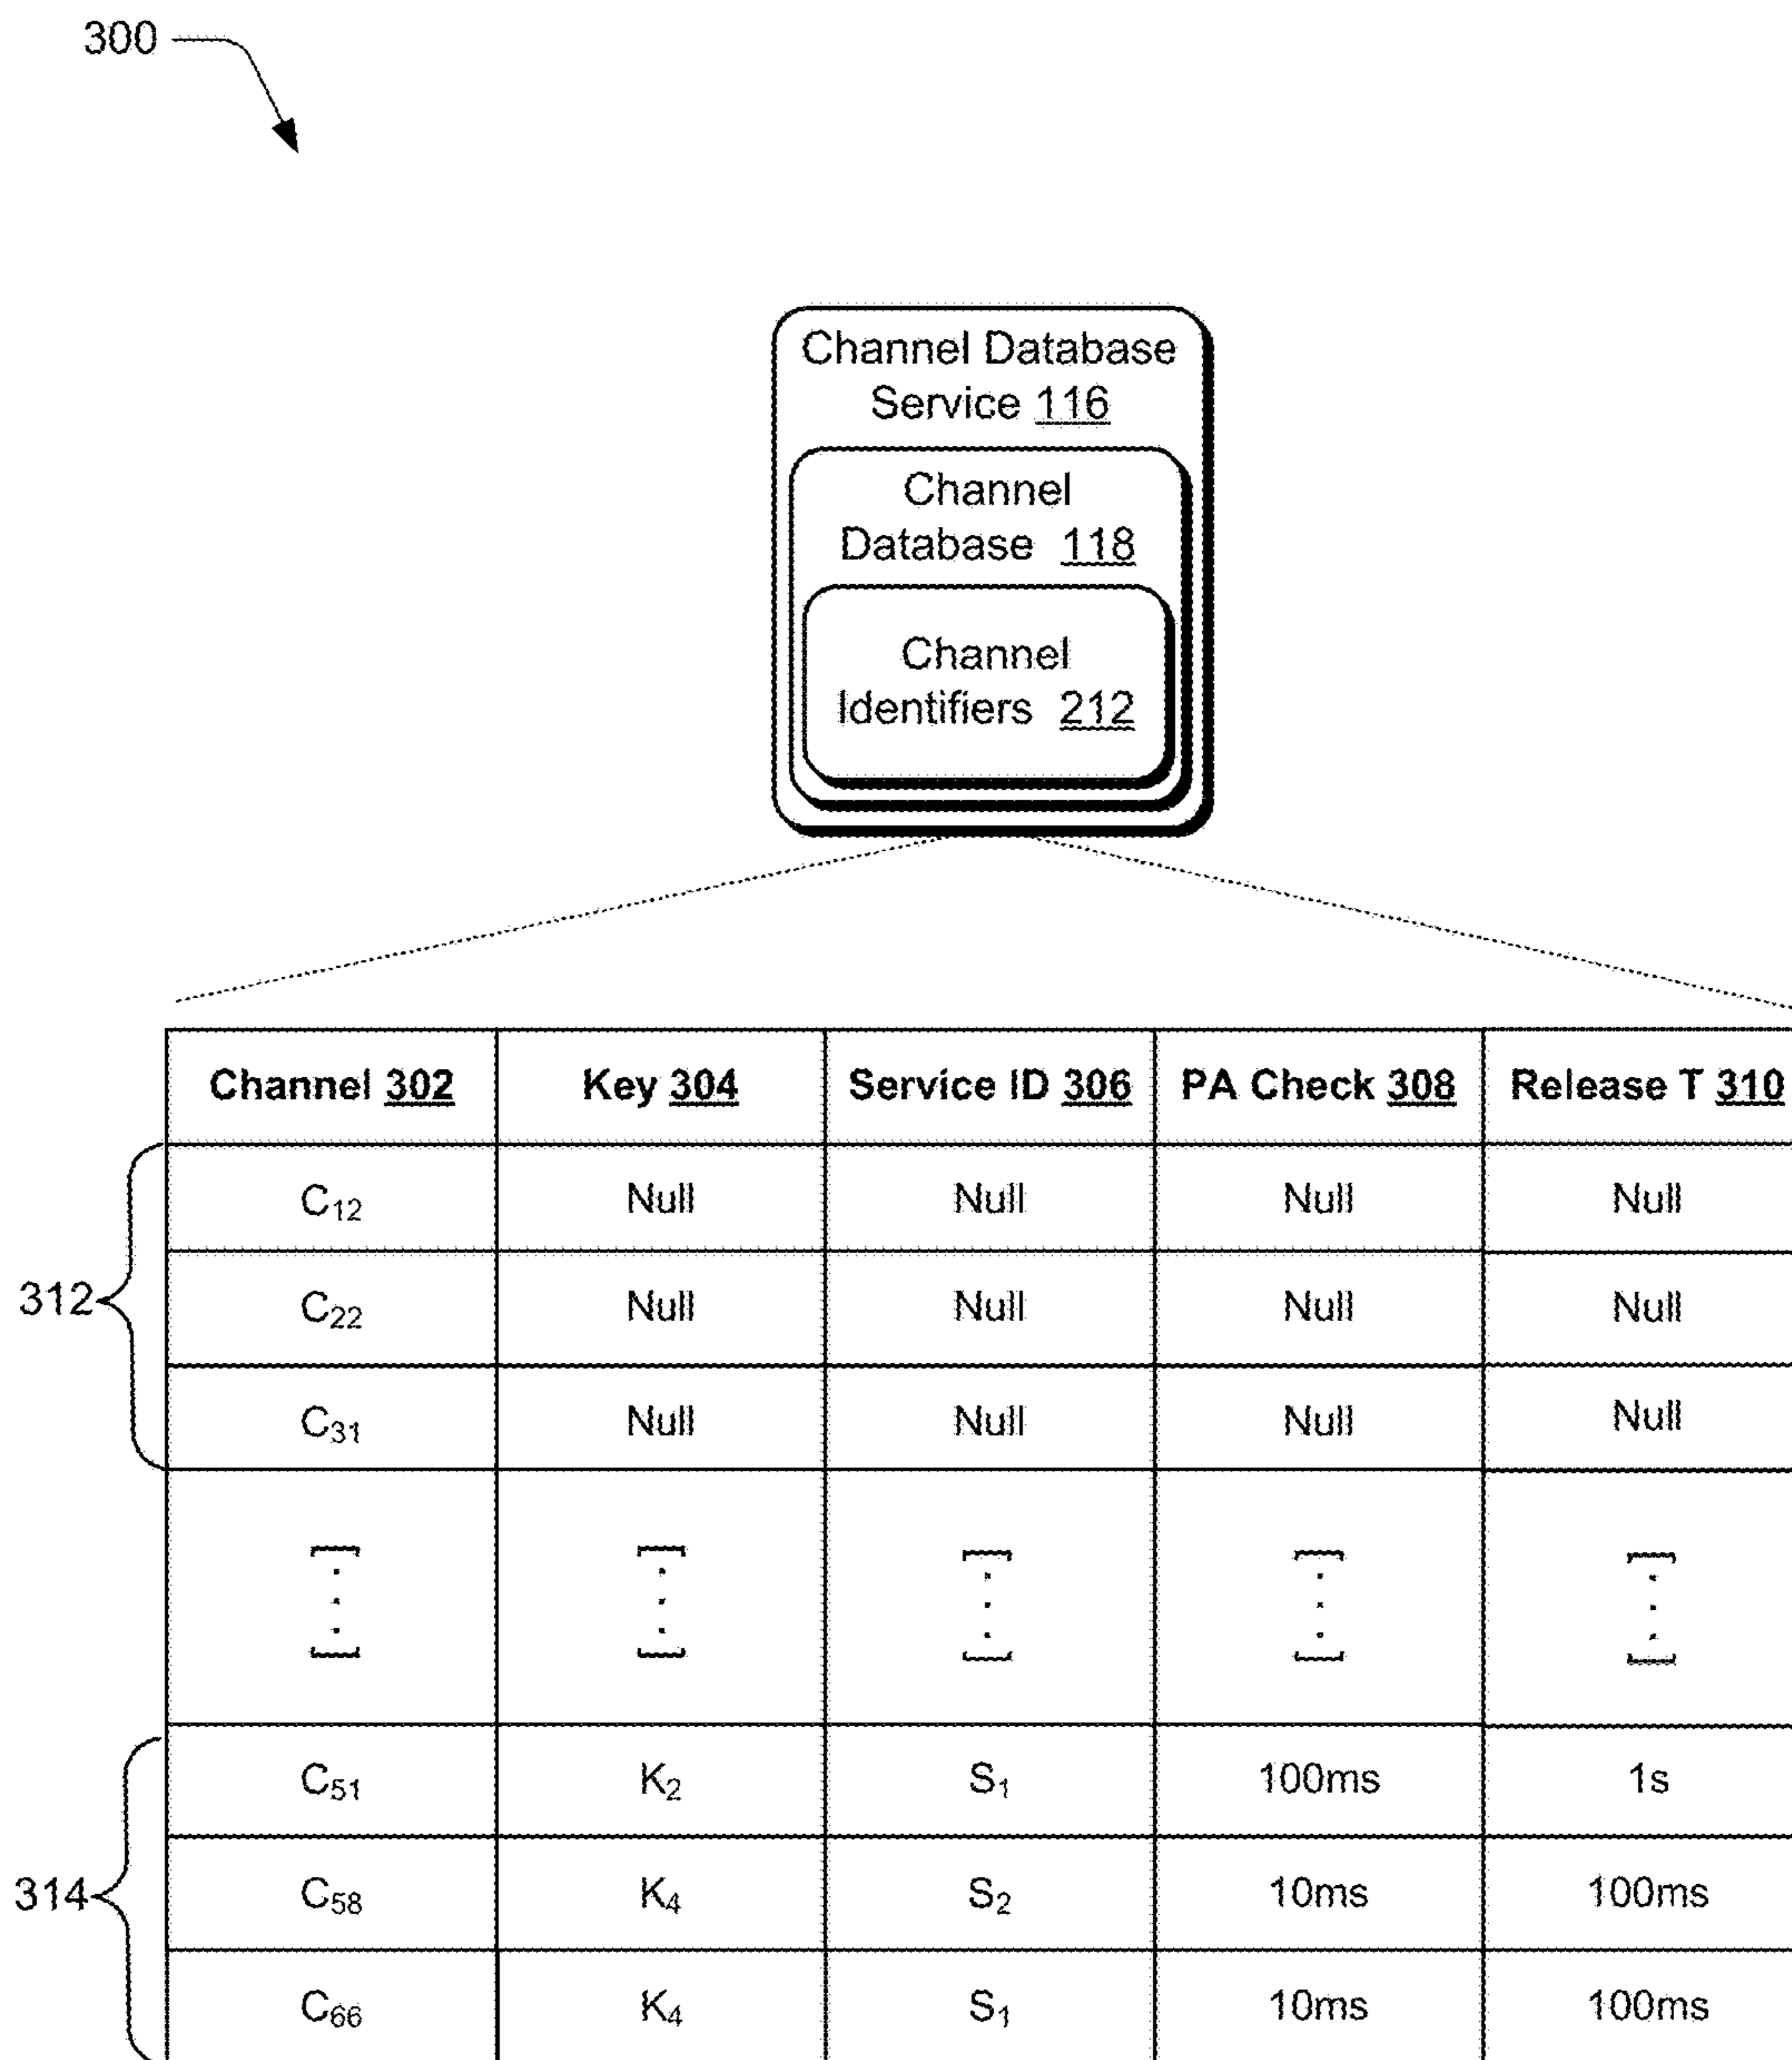 300
Channel Database
Service 116
Channel
Database 118
Channel
Identifiers 212
Channel 302 Key 304 Service ID 306 PA Check 308 Release T 310
C12 Null Null Null Null
312
C22 Null Null Null Null
C31 Null Null Null Null
C51 K2 S1 100ms 1s
314
C58 K4 S2 10ms 100ms
C66 K4 S1 10ms 100ms